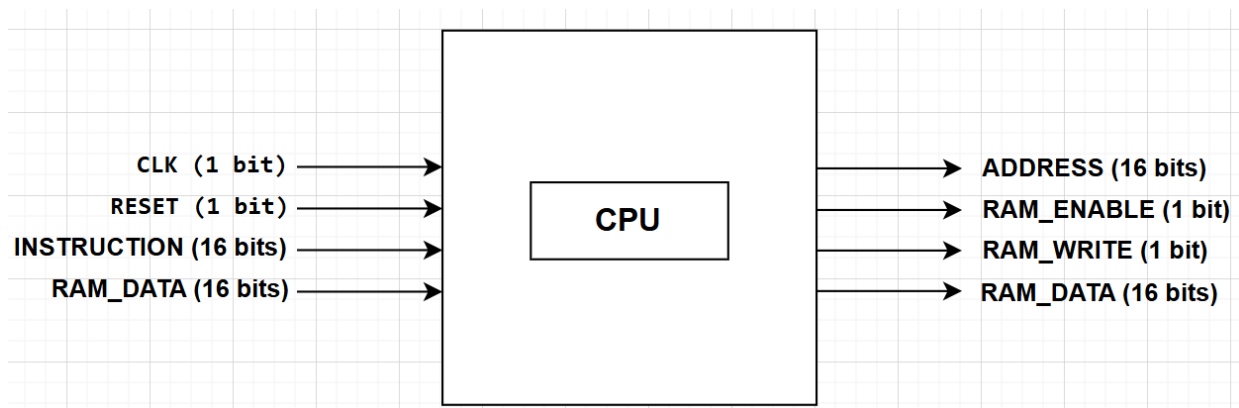 CLK (1 bit)
RESET (1 bit)
INSTRUCTION (16 bits)
RAM_DATA (16 bits)
CPU
ADDRESS (16 bits)
RAM_ENABLE (1 bit)
RAM_WRITE (1 bit)
RAM_DATA (16 bits)